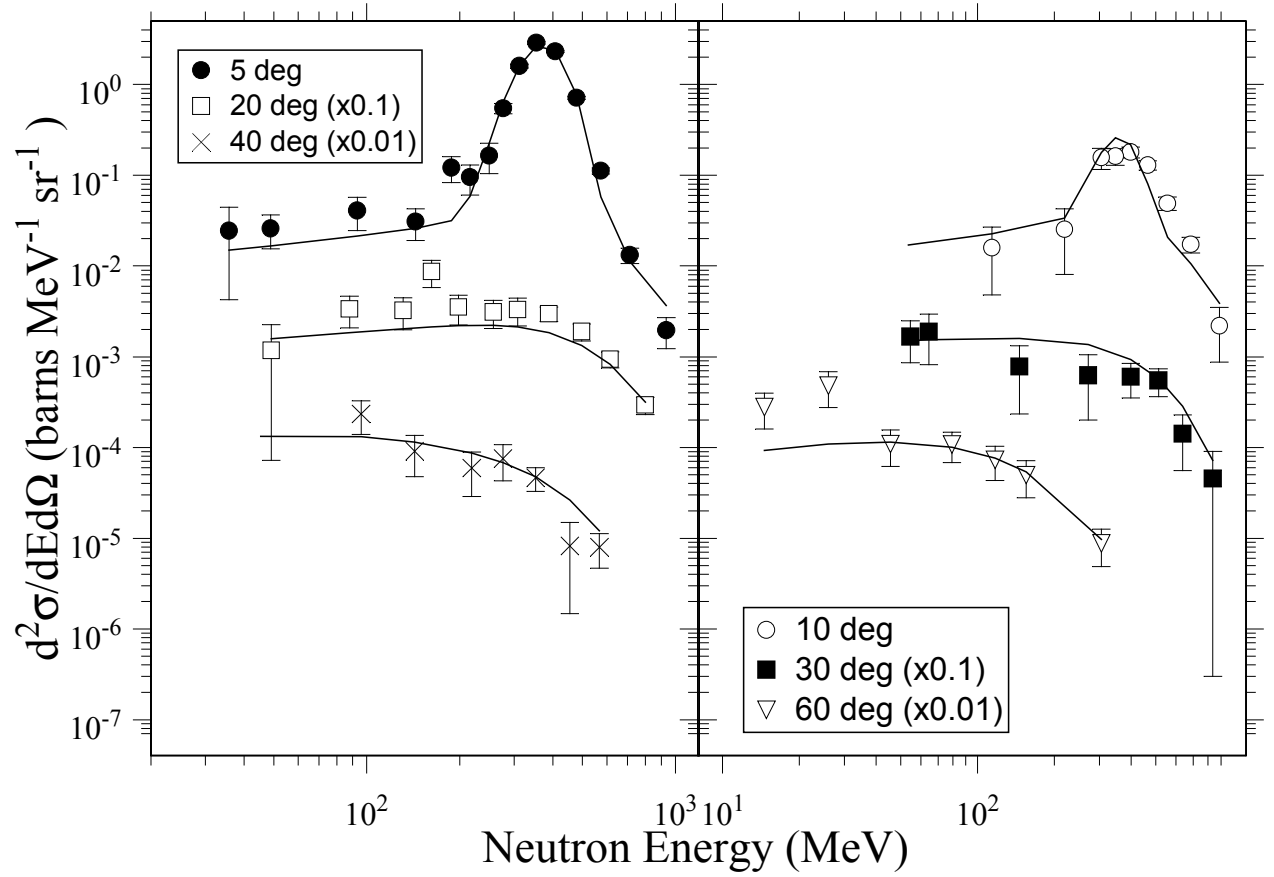 d²σ/dEdΩ (barns MeV⁻¹ sr⁻¹)
10⁰
10⁻¹
10⁻²
10⁻³
10⁻⁴
10⁻⁵
10⁻⁶
10⁻⁷
5 deg
20 deg (x0.1)
40 deg (x0.01)
10 deg
30 deg (x0.1)
60 deg (x0.01)
10² 10³ 10¹ 10²
Neutron Energy (MeV)